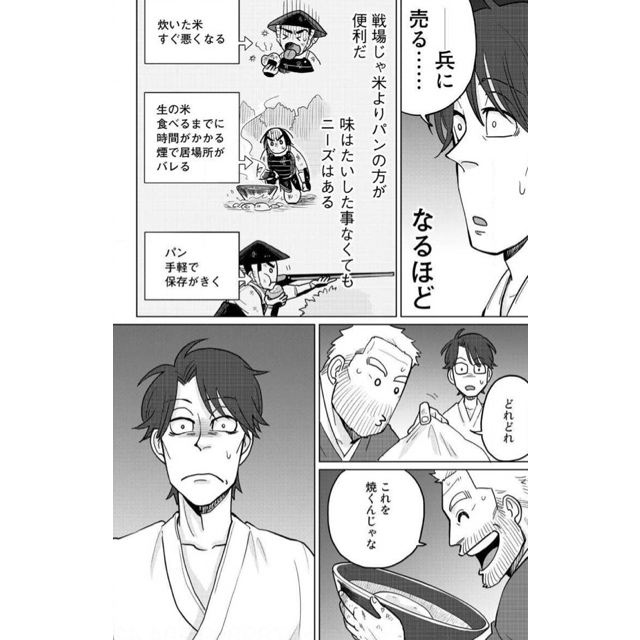 ――兵に
売る……
なるほど
戦場じゃ米よりパンの方が
便利だ
味はたいした事なくても
ニーズはある
炊いた米
すぐ悪くなる
生の米
食べるまでに
時間がかかる
煙で居場所が
バレる
パン
手軽で
保存がきく
どれどれ
これを
焼くんじゃな